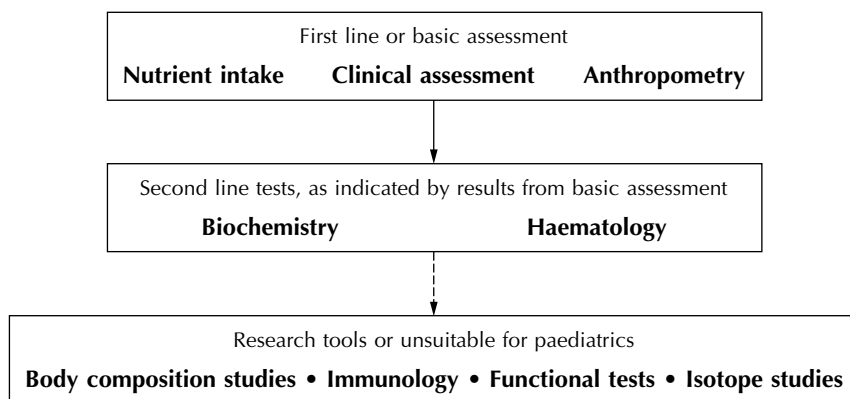 First line or basic assessment
Nutrient intake Clinical assessment Anthropometry
Second line tests, as indicated by results from basic assessment
Biochemistry Haematology
Research tools or unsuitable for paediatrics
Body composition studies • Immunology • Functional tests • Isotope studies